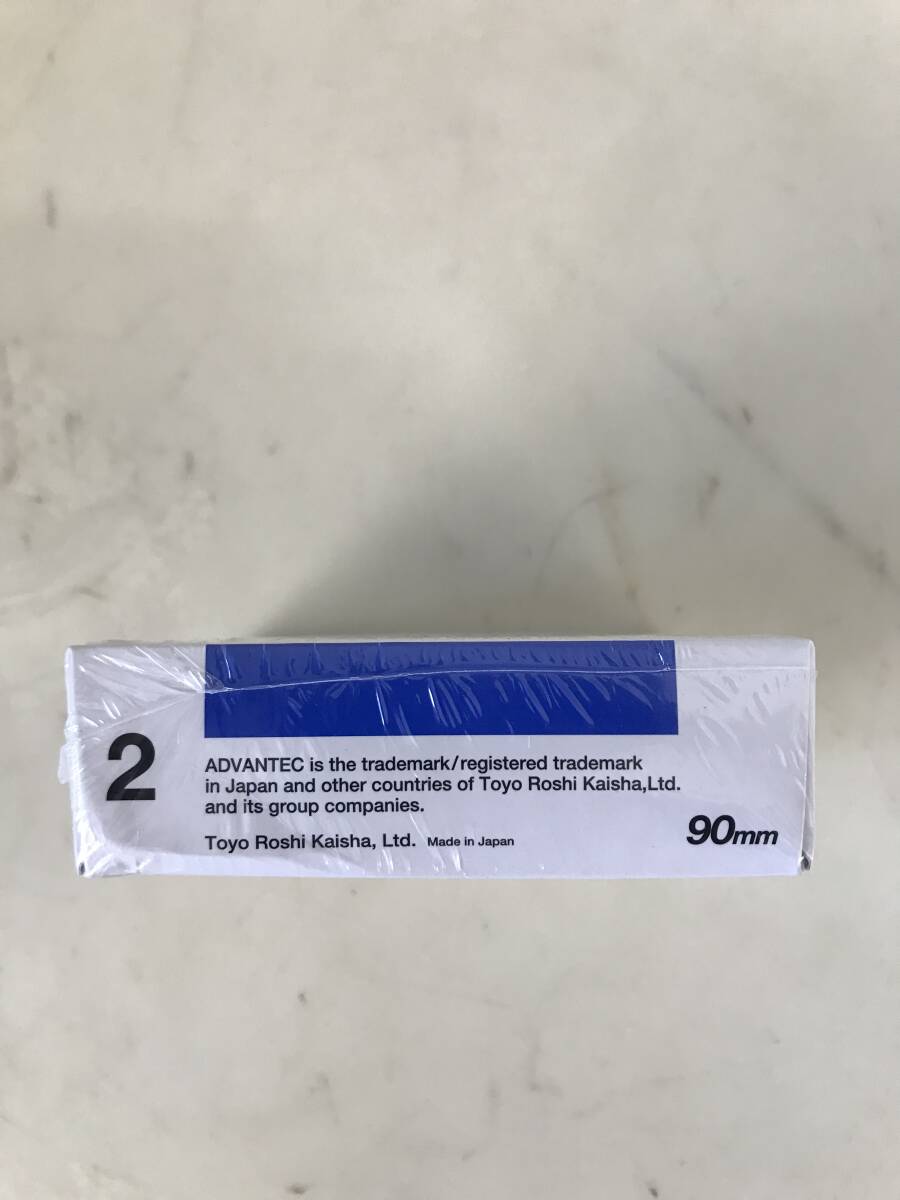 2
ADVANTEC is the trademark/registered trademark
in Japan and other countries of Toyo Roshi Kaisha,Ltd.
and its group companies.
Toyo Roshi Kaisha, Ltd. Made in Japan
90mm